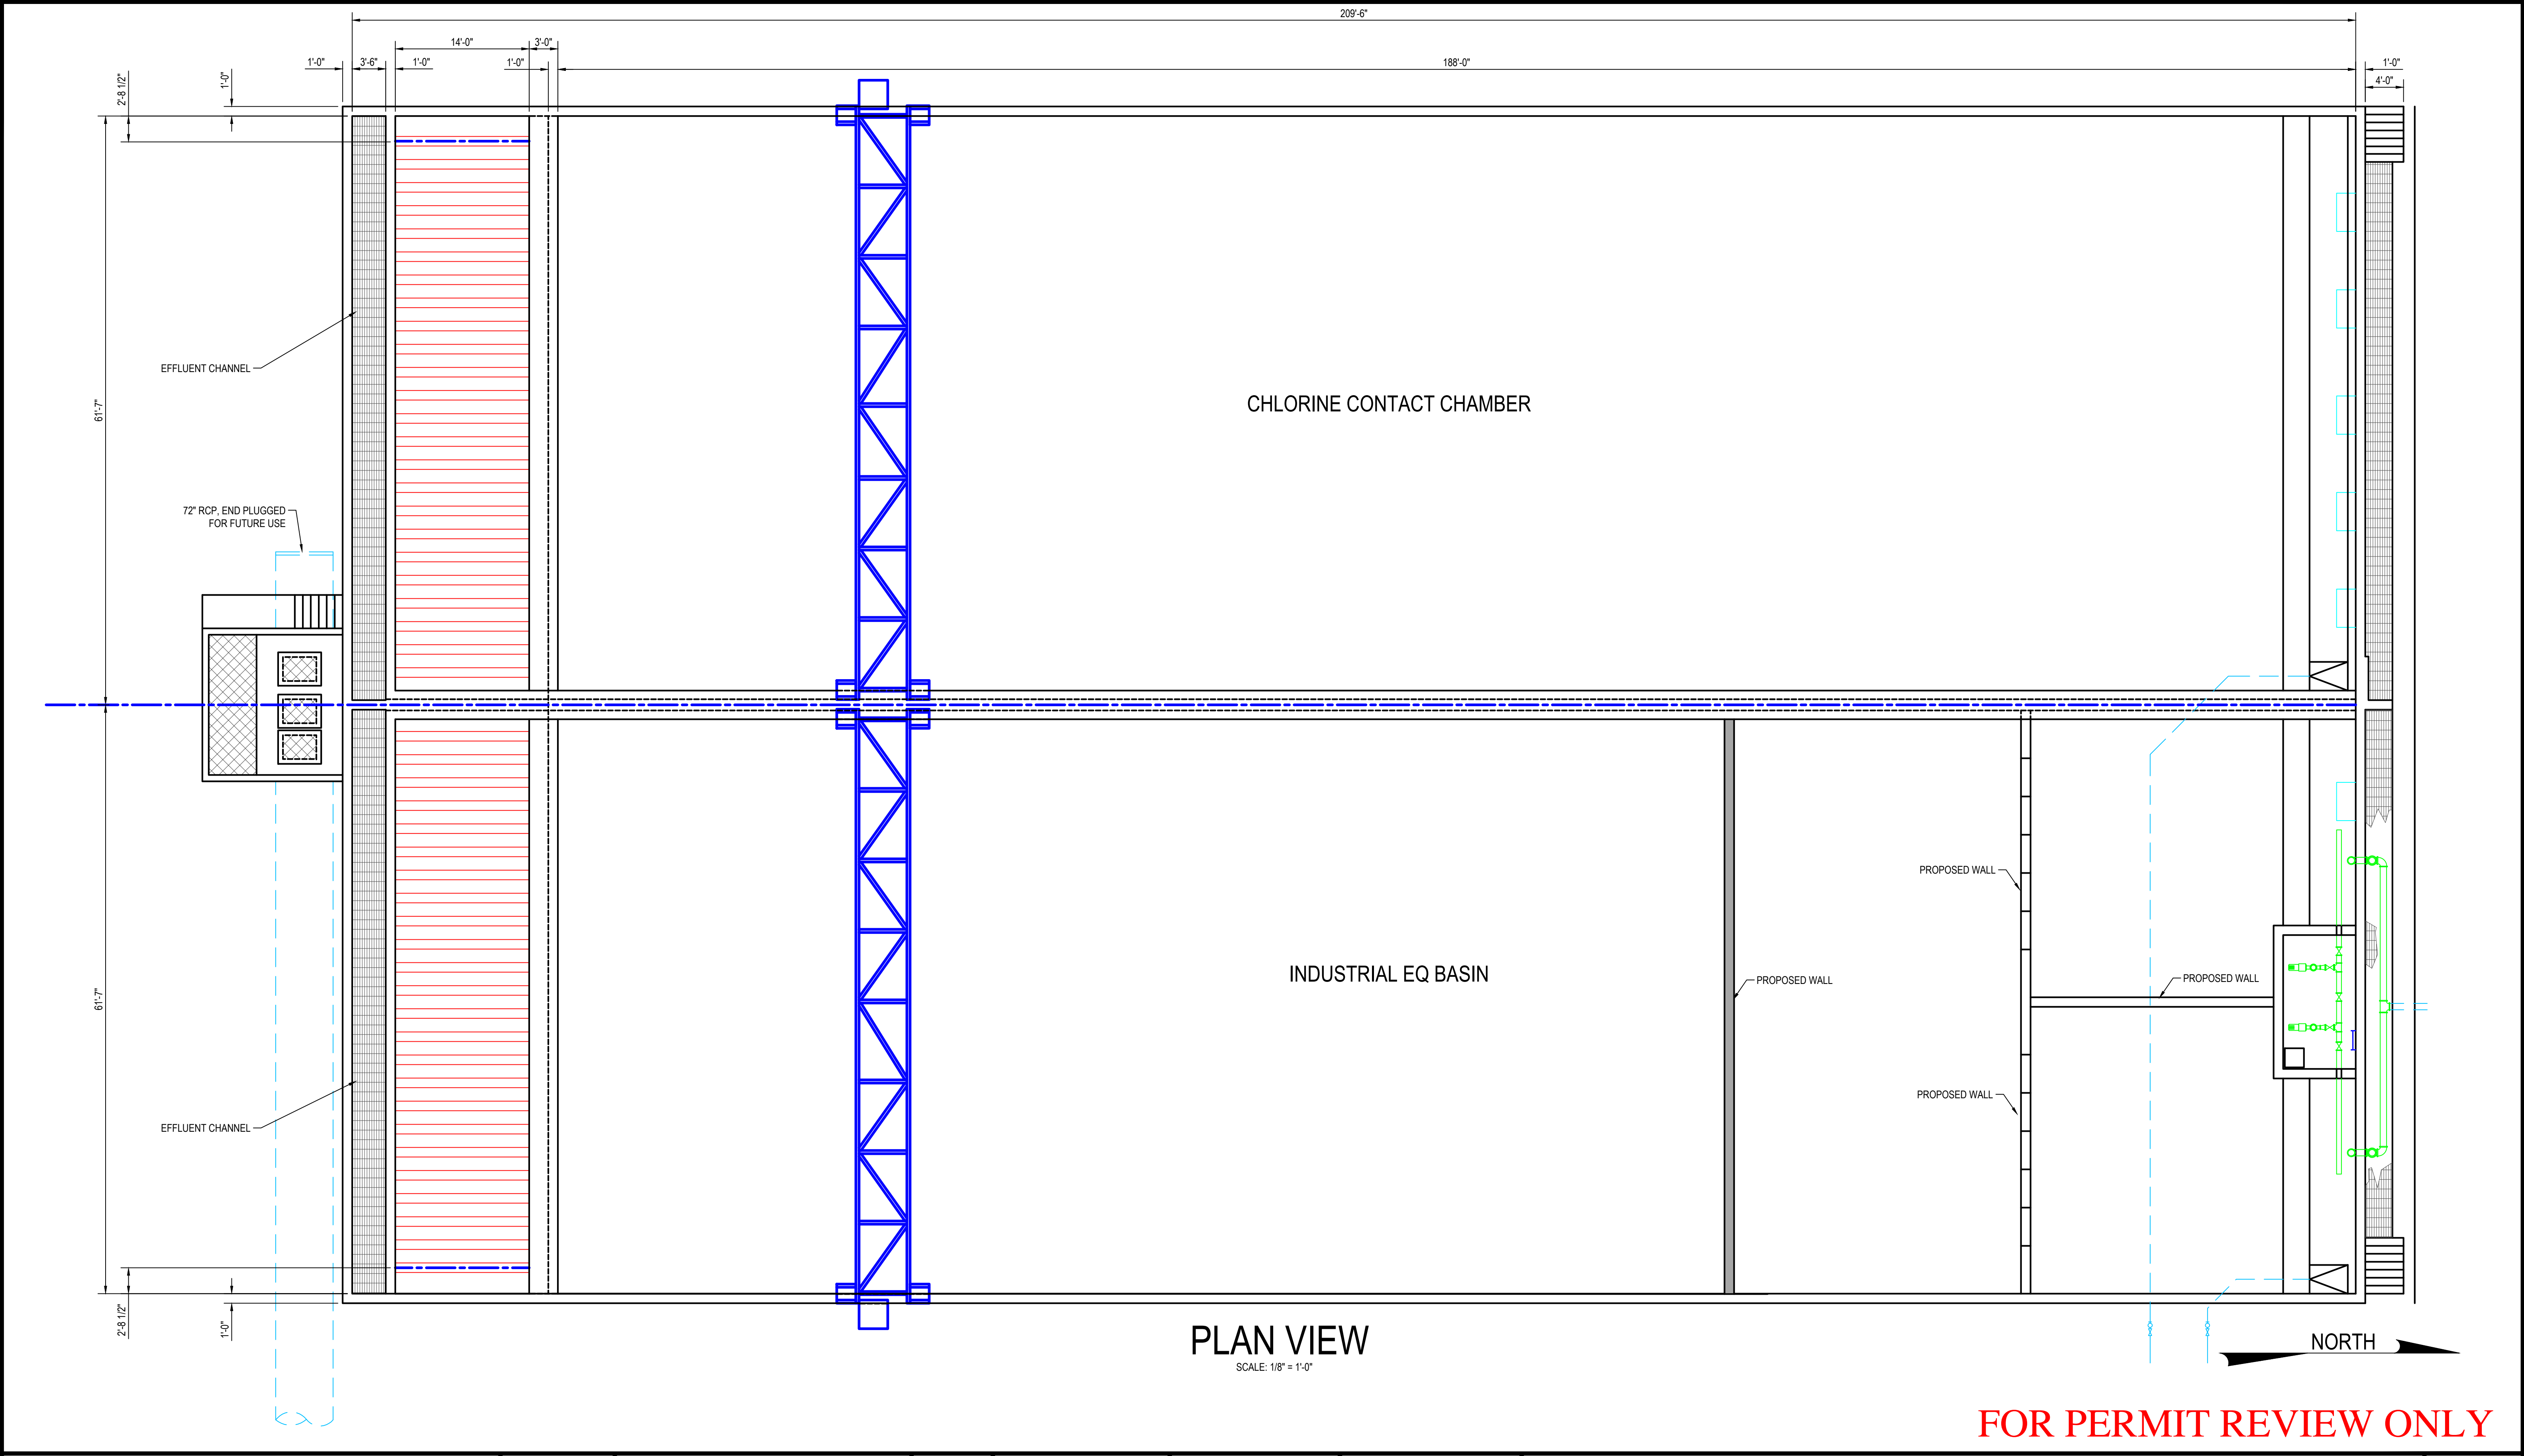 209'-6"
14'-0"
3'-0"
1'-0"
3'-6"
1'-0"
1'-0"
188'-0"
1'-0"
4'-0"
2'-8 1/2"
1'-0"
EFFLUENT CHANNEL
61'-7"
CHLORINE CONTACT CHAMBER
72" RCP, END PLUGGED
FOR FUTURE USE
PROPOSED WALL
INDUSTRIAL EQ BASIN
PROPOSED WALL
PROPOSED WALL
61'-7"
PROPOSED WALL
EFFLUENT CHANNEL
2'-8 1/2"
1'-0"
PLAN VIEW
SCALE: 1/8" = 1'-0"
NORTH
FOR PERMIT REVIEW ONLY